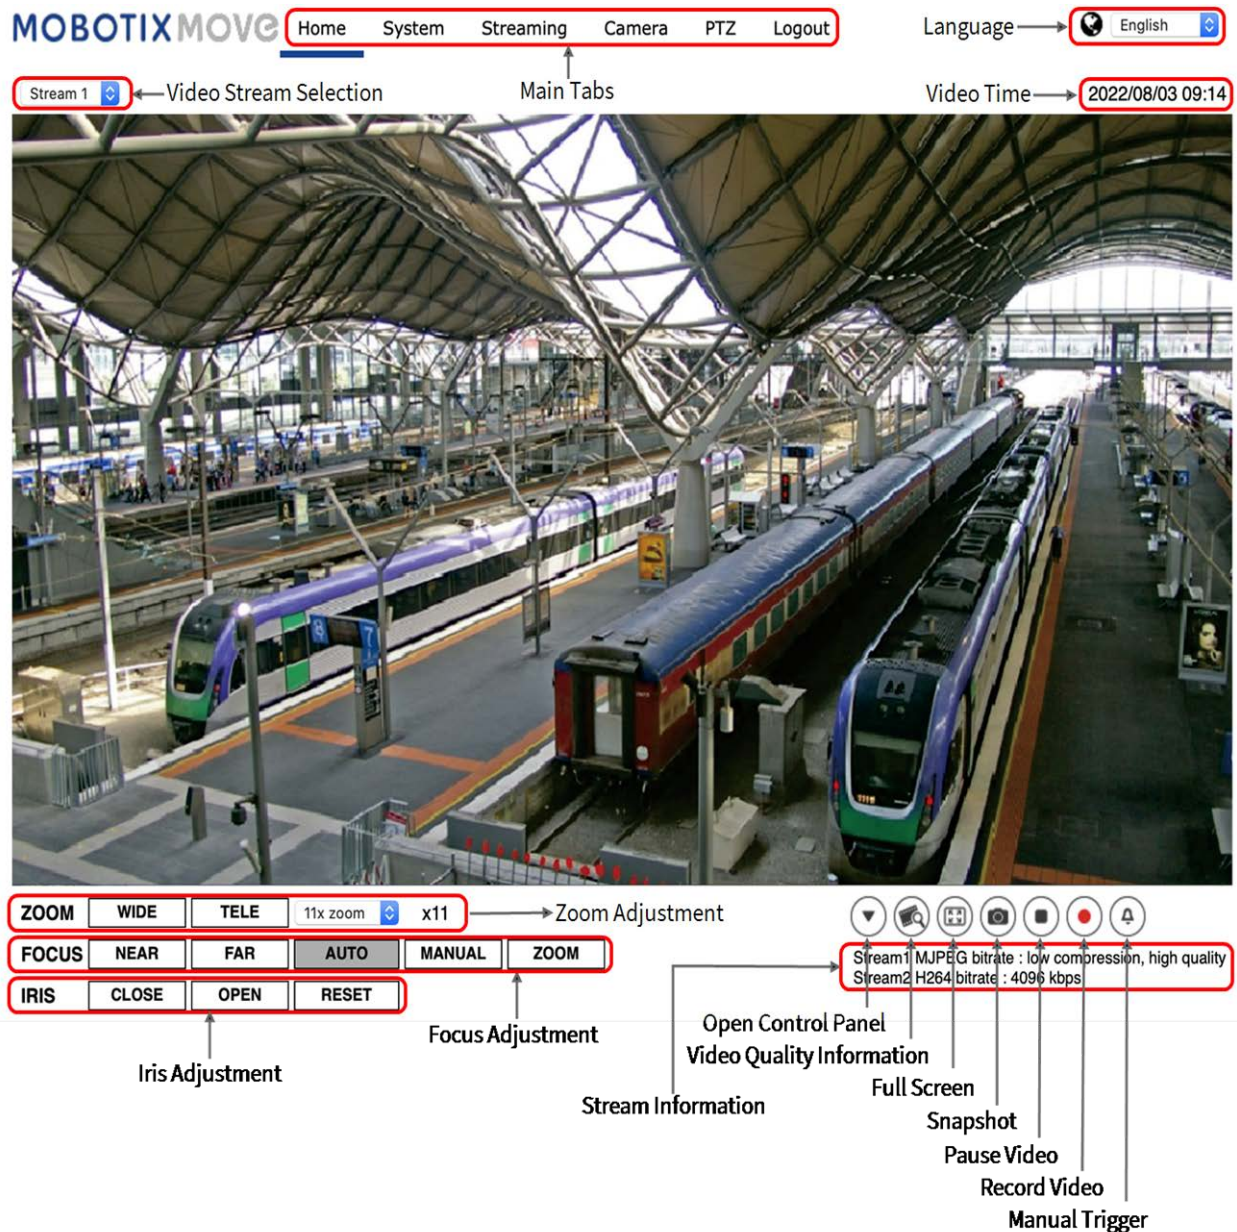 MOBOTIX MOVE
Home System Streaming Camera PTZ Logout
Language
English
Stream 1
Video Stream Selection
Main Tabs
Video Time
2022/08/03 09:14
8
7
1116
ZOOM WIDE TELE 11x zoom x11
Zoom Adjustment
FOCUS NEAR FAR AUTO MANUAL ZOOM
IRIS CLOSE OPEN RESET
Stream1 MJPEG bitrate : low compression, high quality
Stream2 H264 bitrate : 4096 kbps
Focus Adjustment
Iris Adjustment
Open Control Panel
Video Quality Information
Full Screen
Stream Information
Snapshot
Pause Video
Record Video
Manual Trigger